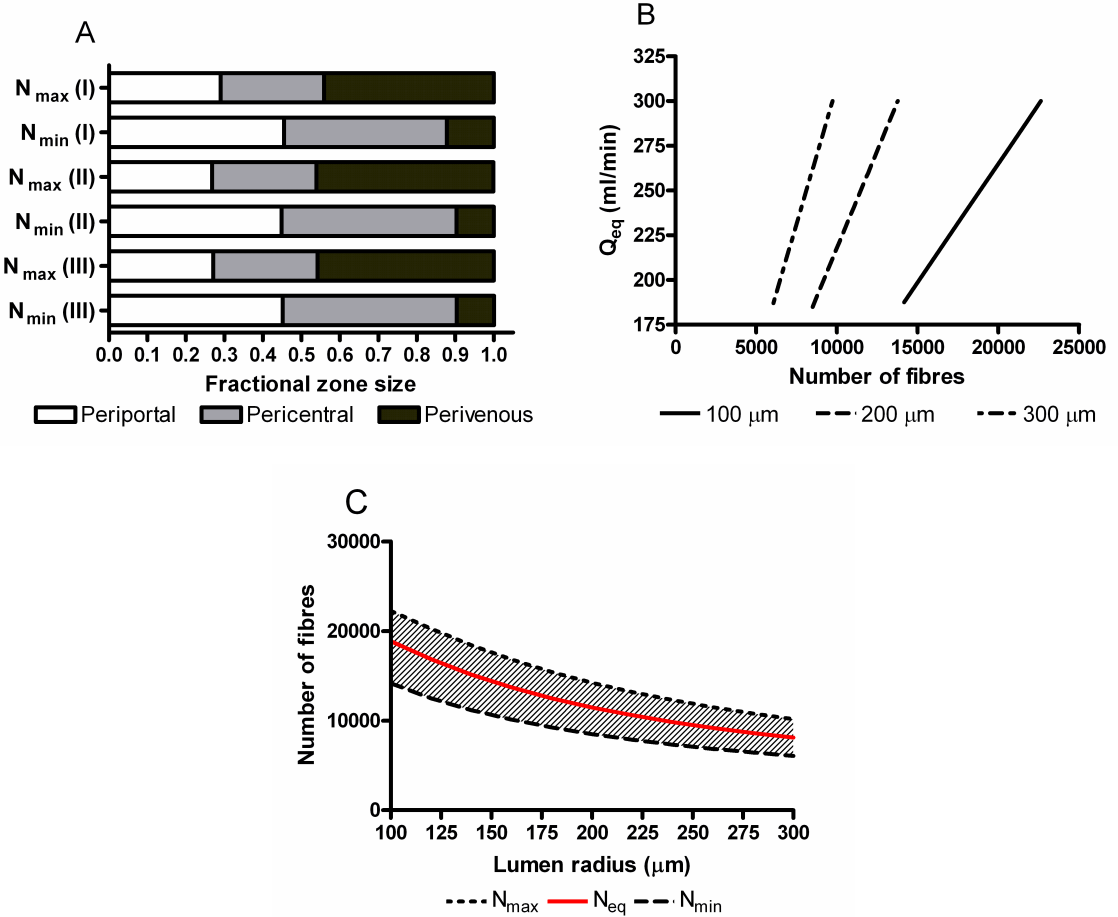 A
N max (I)
N min (I)
N max (II)
N min (II)
N max (III)
N min (III)
0.0 0.1 0.2 0.3 0.4 0.5 0.6 0.7 0.8 0.9 1.0
Fractional zone size
Periportal Pericentral Perivenous
B
Qeq (ml/min)
325
300
275
250
225
200
175
0 5000 10000 15000 20000 25000
Number of fibres
100 μm 200 μm 300 μm
C
Number of fibres
30000
20000
10000
0
100 125 150 175 200 225 250 275 300
Lumen radius (μm)
Nmax Neq Nmin